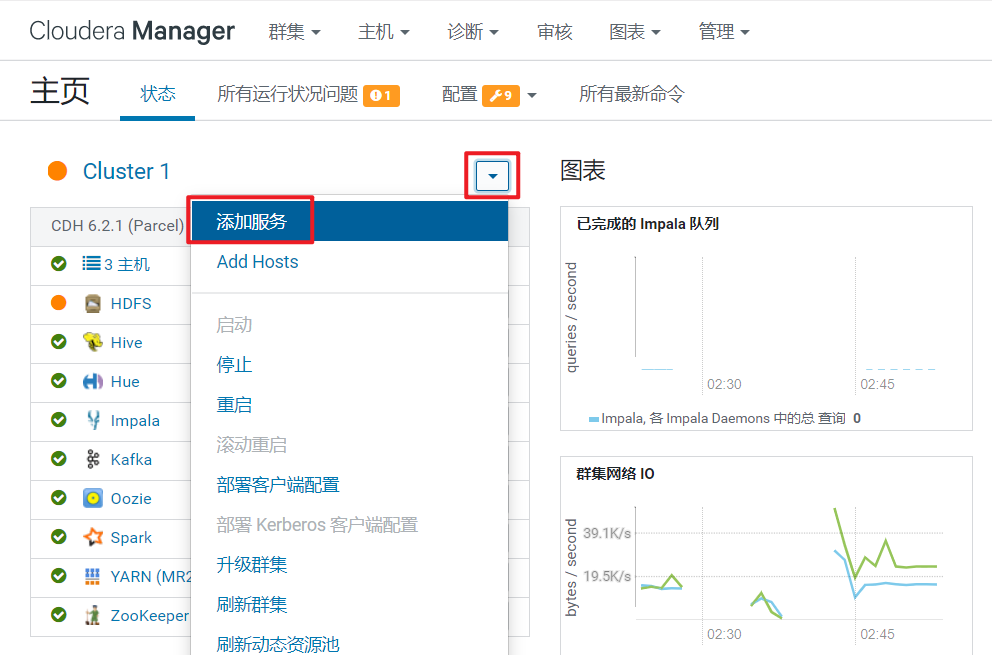 Cloudera Manager 群集 主机 诊断 审核 图表 管理
主页 状态 所有运行状况问题 1 配置 9 所有最新命令
Cluster 1
CDH 6.2.1 (Parcel)
3 主机
HDFS
Hive
Hue
Impala
Kafka
Oozie
Spark
YARN (MR2
ZooKeeper
添加服务
Add Hosts
启动
停止
重启
滚动重启
部署客户端配置
部署 Kerberos 客户端配置
升级群集
刷新群集
刷新动态资源池
图表
已完成的 Impala 队列
queries / second
02:30
02:45
Impala, 各 Impala Daemons 中的总 查询 0
群集网络 IO
bytes / second
39.1K/s
19.5K/s
02:30
02:45